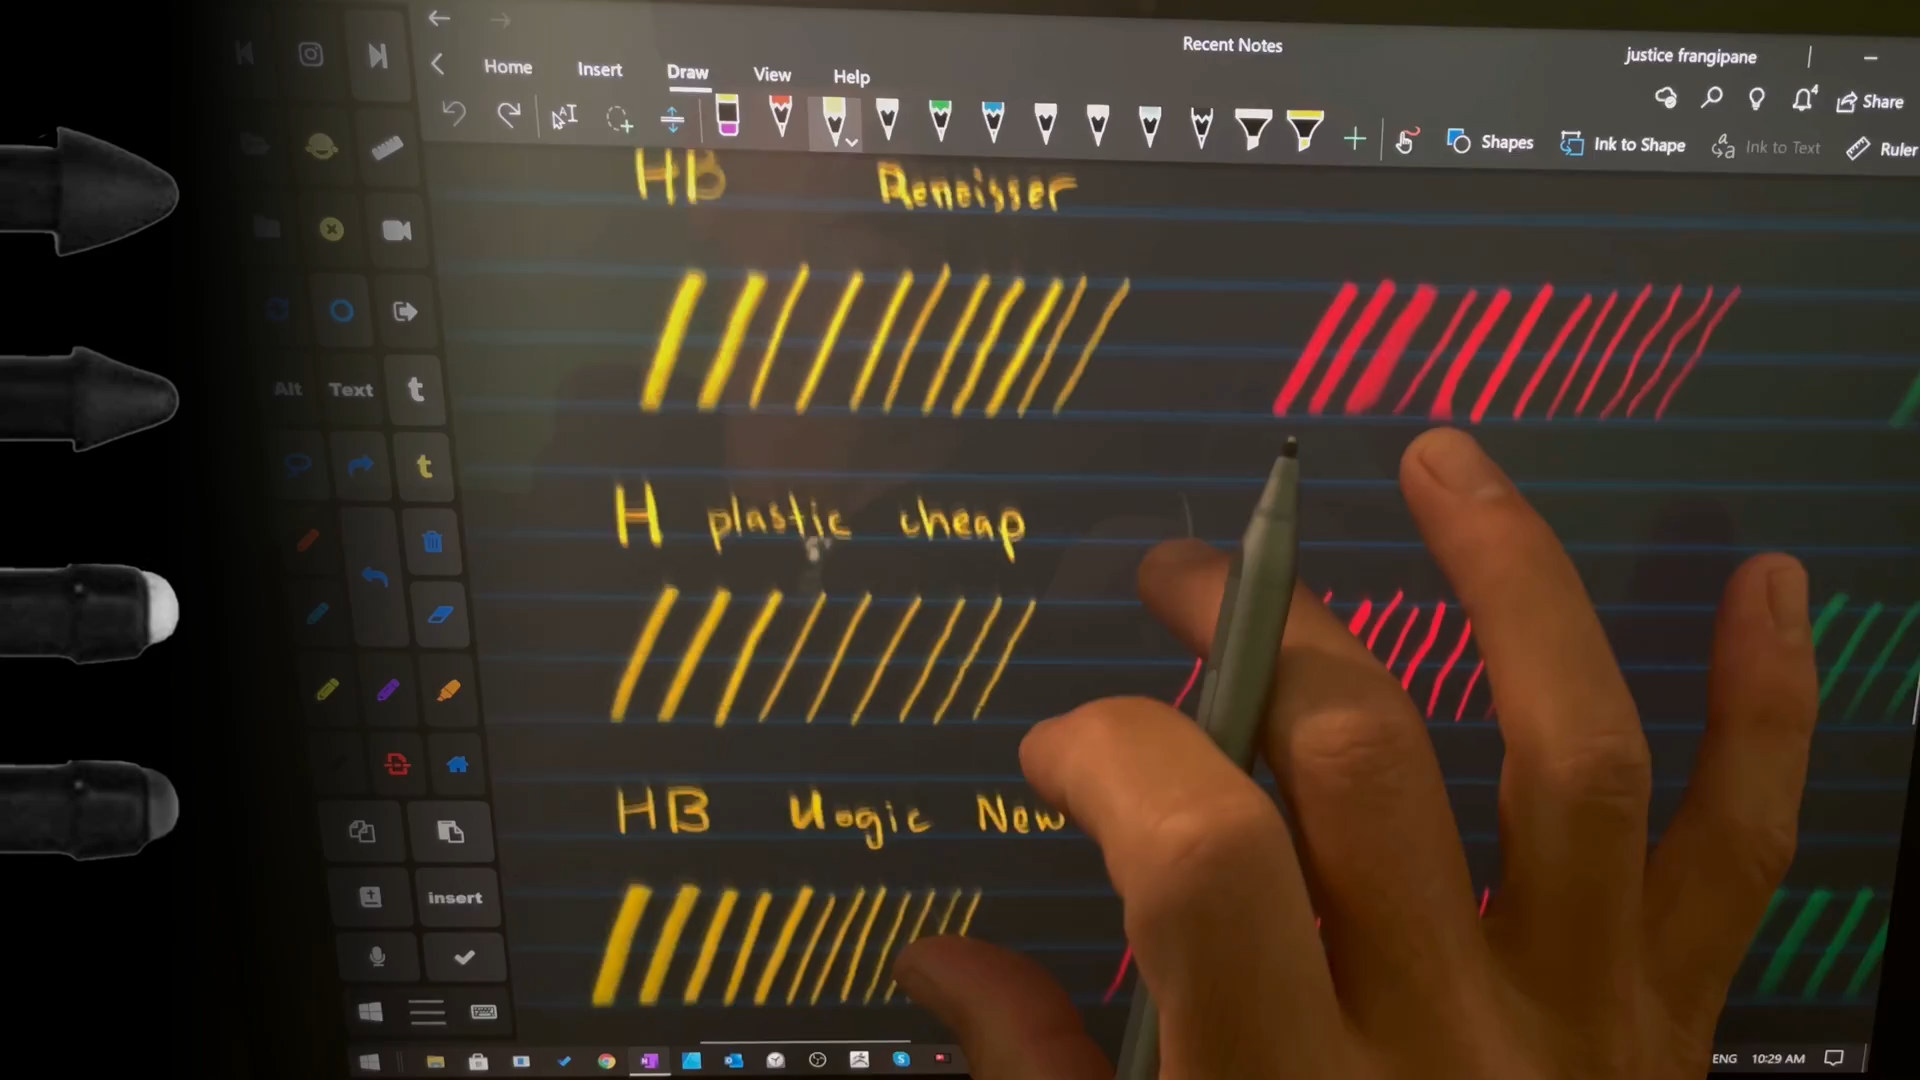 Recent Notes
justice frangipane
Home Insert Draw View Help
Share
Shapes Ink to Shape Ink to Text Ruler
HB Renaisser
Alt Text t
t
H plastic cheap
HB Uogic New
insert
ENG 10:29 AM